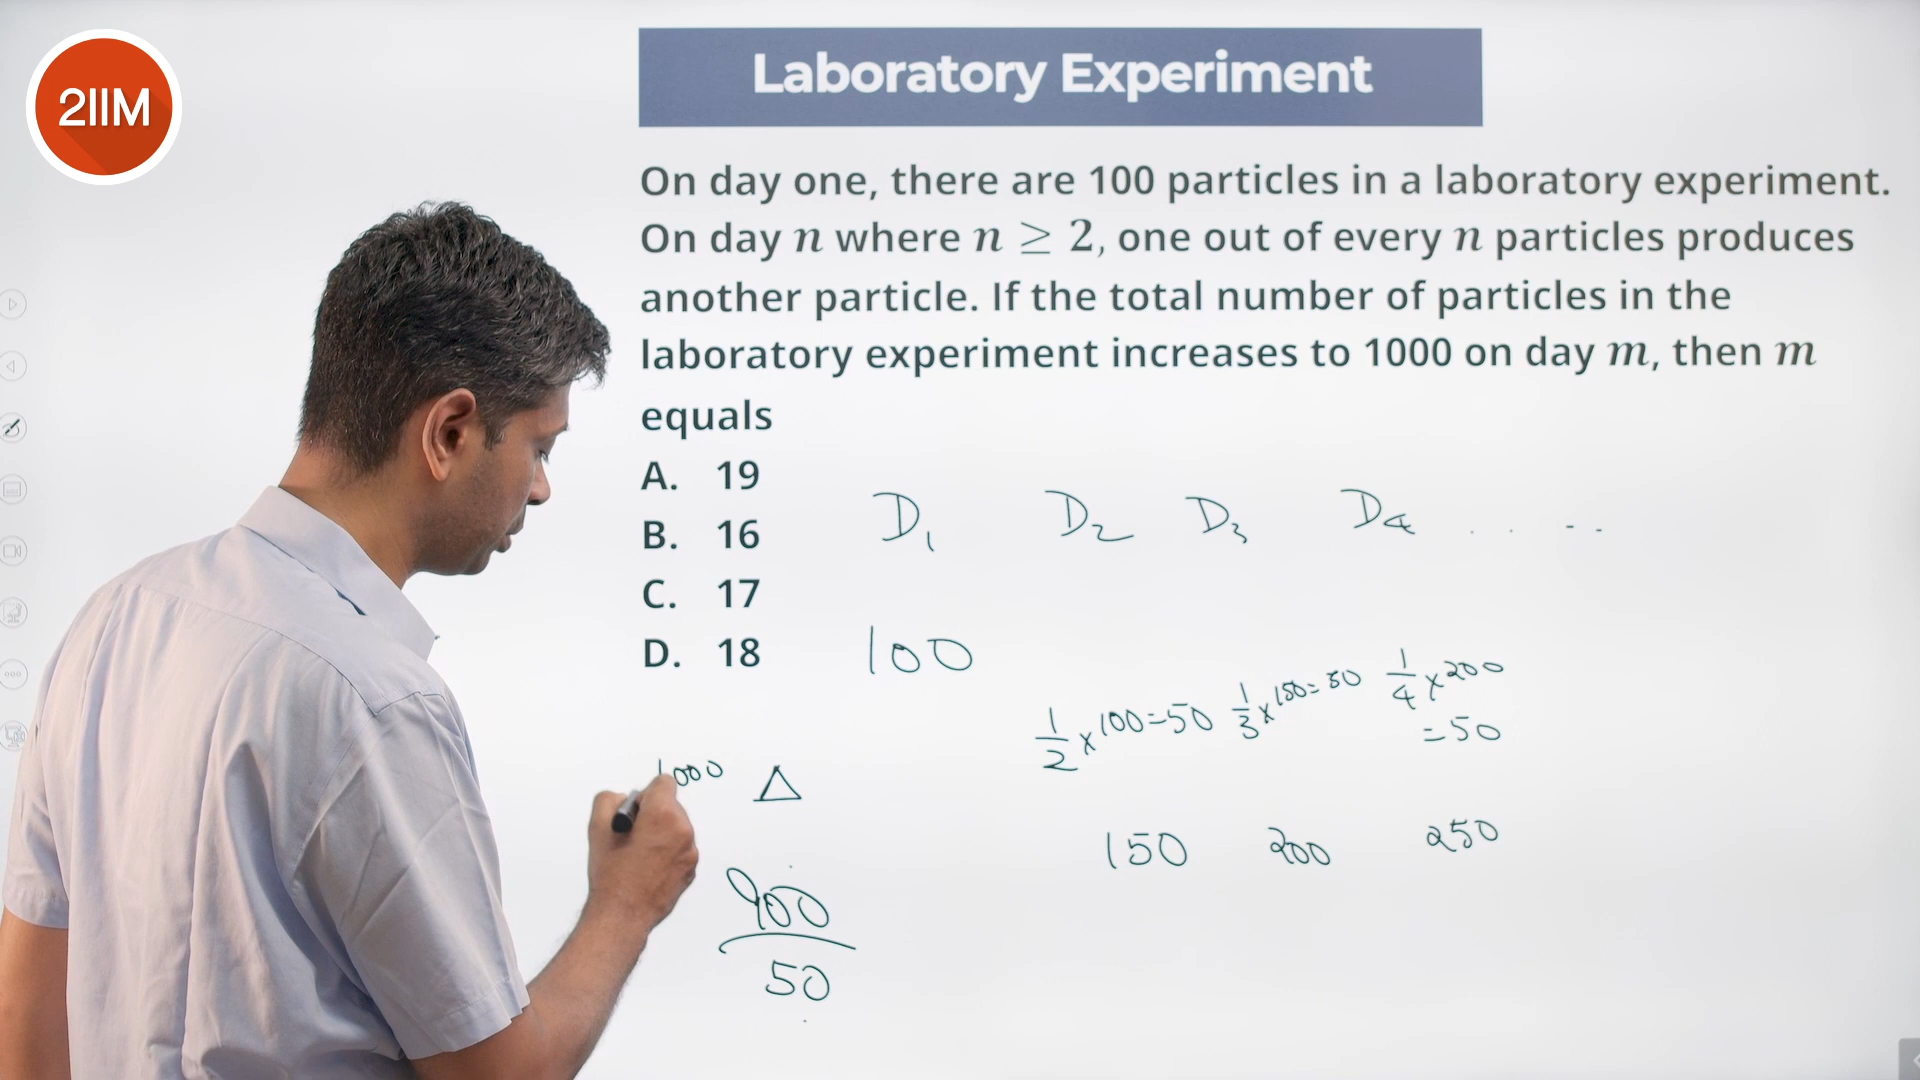 2IIM
Laboratory Experiment
On day one, there are 100 particles in a laboratory experiment.
On day n where n ≥ 2, one out of every n particles produces
another particle. If the total number of particles in the
laboratory experiment increases to 1000 on day m, then m
equals
A. 19
B. 16
C. 17
D. 18
D₁ D₂ D₃ D₄ . . - -
100
1/2 × 100 = 50 1/3 × 150 = 50 1/4 × 200
= 50
1000 Δ
150 200 250
900
50